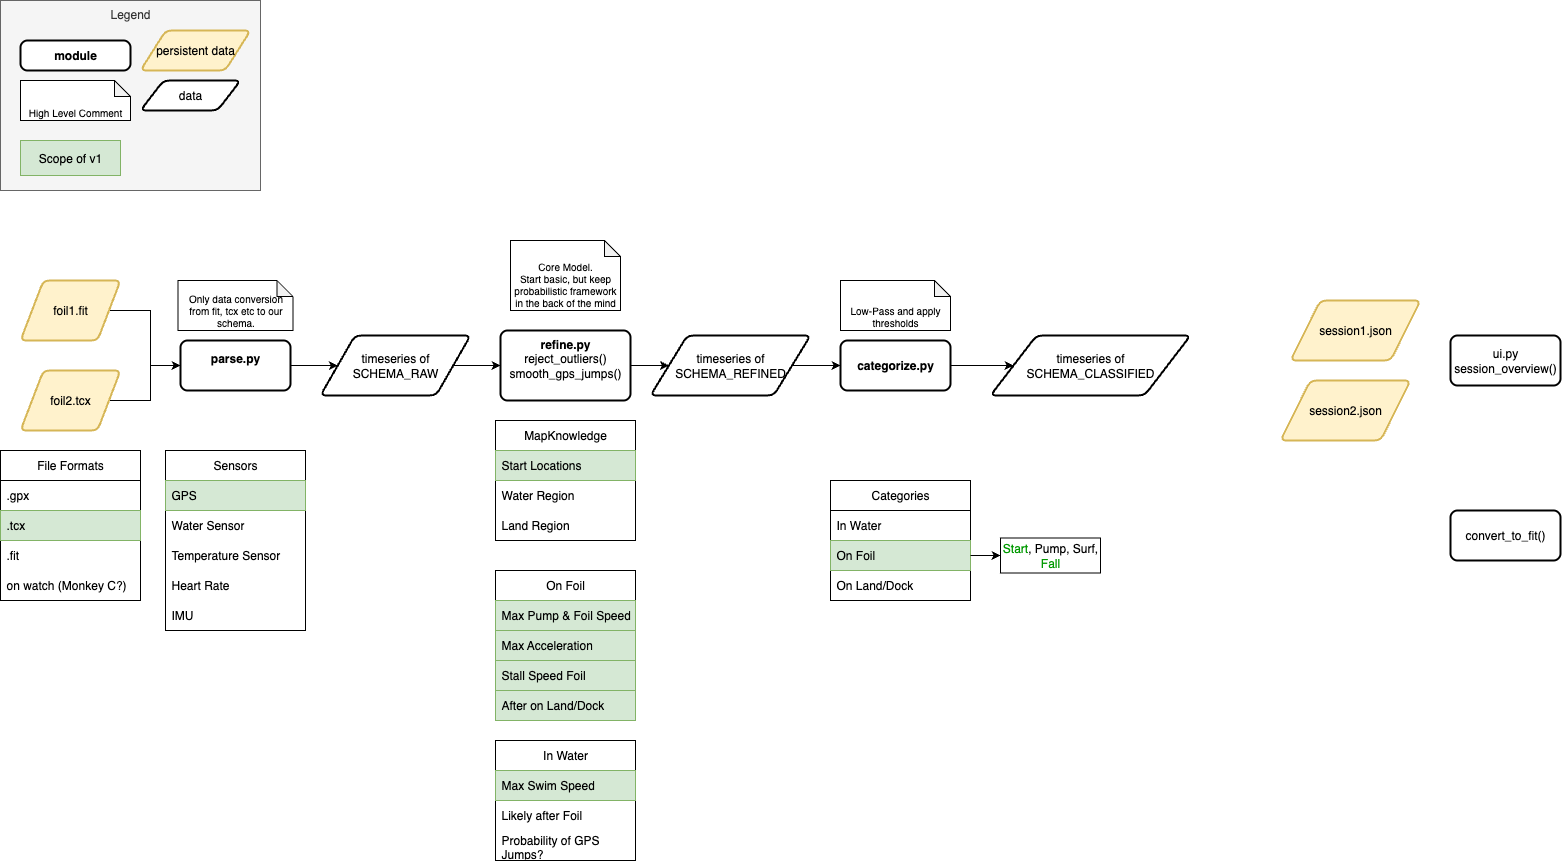 Legend
module
persistent data
High Level Comment
data
Scope of v1
foil1.fit
foil2.tcx
Only data conversion
from fit, tcx etc to our
schema.
parse.py
timeseries of
SCHEMA_RAW
Core Model.
Start basic, but keep
probabilistic framework
in the back of the mind
refine.py
reject_outliers()
smooth_gps_jumps()
timeseries of
SCHEMA_REFINED
Low-Pass and apply
thresholds
categorize.py
timeseries of
SCHEMA_CLASSIFIED
session1.json
session2.json
ui.py
session_overview()
convert_to_fit()
File Formats
.gpx
.tcx
.fit
on watch (Monkey C?)
Sensors
GPS
Water Sensor
Temperature Sensor
Heart Rate
IMU
MapKnowledge
Start Locations
Water Region
Land Region
On Foil
Max Pump & Foil Speed
Max Acceleration
Stall Speed Foil
After on Land/Dock
In Water
Max Swim Speed
Likely after Foil
Probability of GPS
Jumps?
Categories
In Water
On Foil
On Land/Dock
Start, Pump, Surf,
Fall